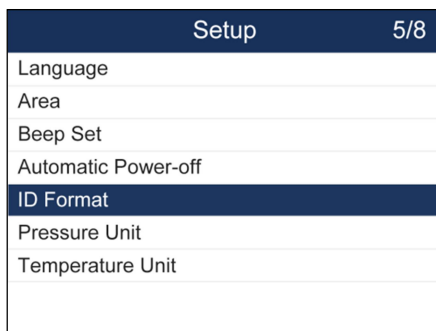 Setup 5/8
Language
Area
Beep Set
Automatic Power-off
ID Format
Pressure Unit
Temperature Unit